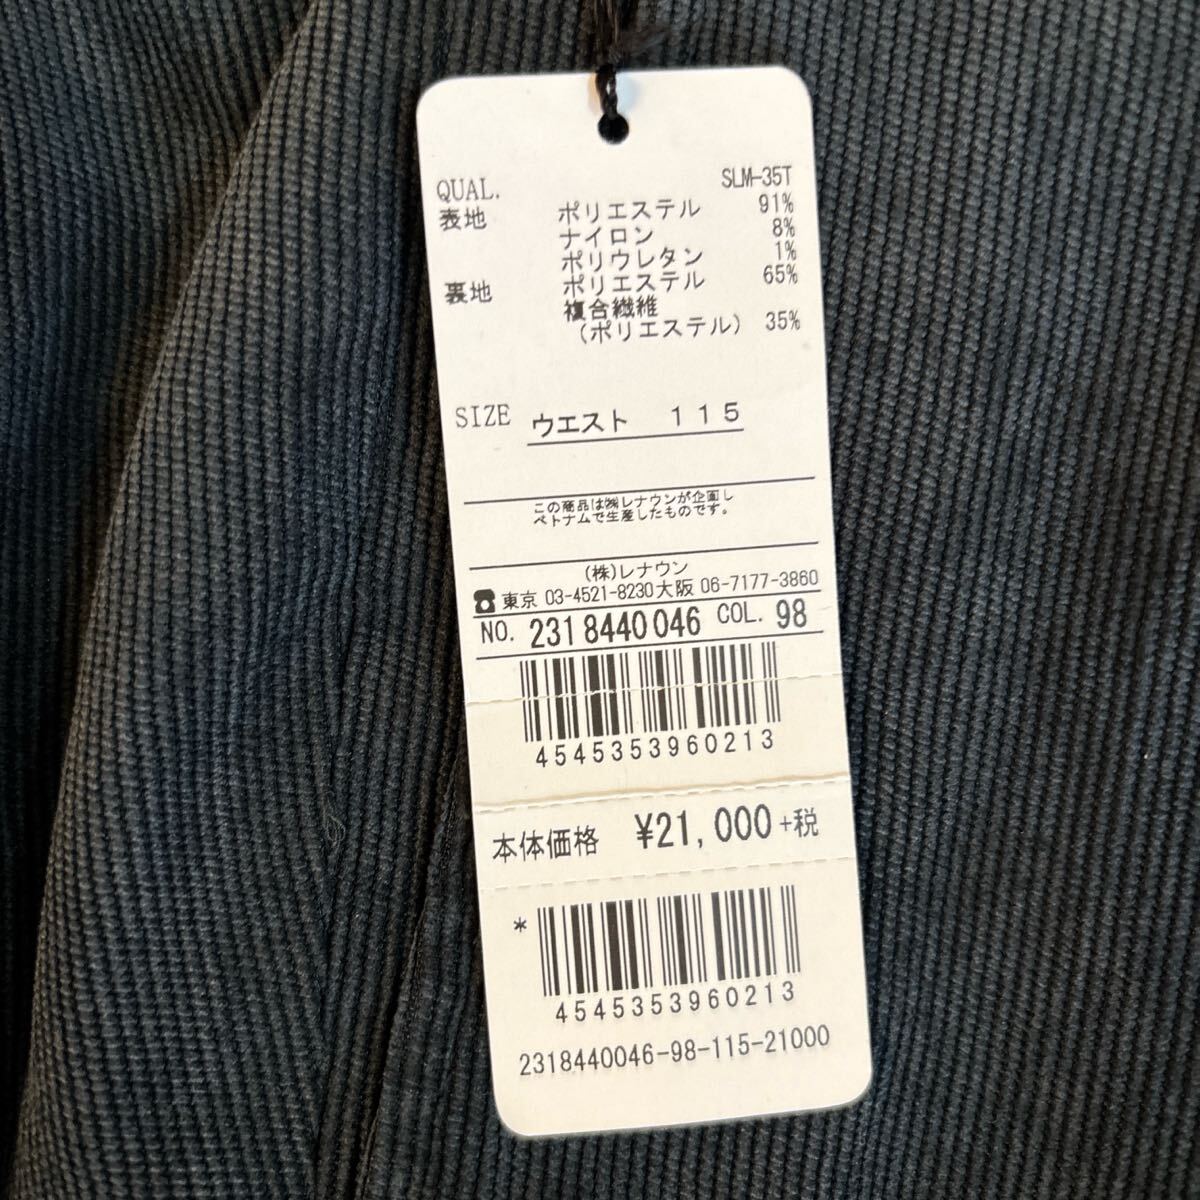 SLM-35T
QUAL.
表地 ポリエステル 91%
ナイロン 8%
ポリウレタン 1%
裏地 ポリエステル 65%
複合繊維
(ポリエステル) 35%
SIZE ウエスト 115
この商品は㈱レナウンが企画し
ベトナムで生産したものです。
(株)レナウン
☎東京 03-4521-8230大阪 06-7177-3860
NO. 2318440046 COL. 98
4545353960213
本体価格 ¥21,000+税
*
4545353960213
2318440046-98-115-21000